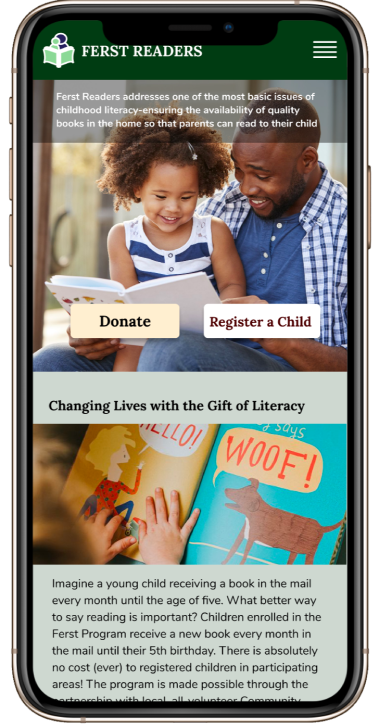 FERST READERS
Ferst Readers addresses one of the most basic issues of
childhood literacy-ensuring the availability of quality
books in the home so that parents can read to their child
Donate
Register a Child
Changing Lives with the Gift of Literacy
HELLO!
says
WOOF!
Imagine a young child receiving a book in the mail
every month until the age of five. What better way
to say reading is important? Children enrolled in the
Ferst Program receive a new book every month in
the mail until their 5th birthday. There is absolutely
no cost (ever) to registered children in participating
areas! The program is made possible through the
partnership with local, all-volunteer Community